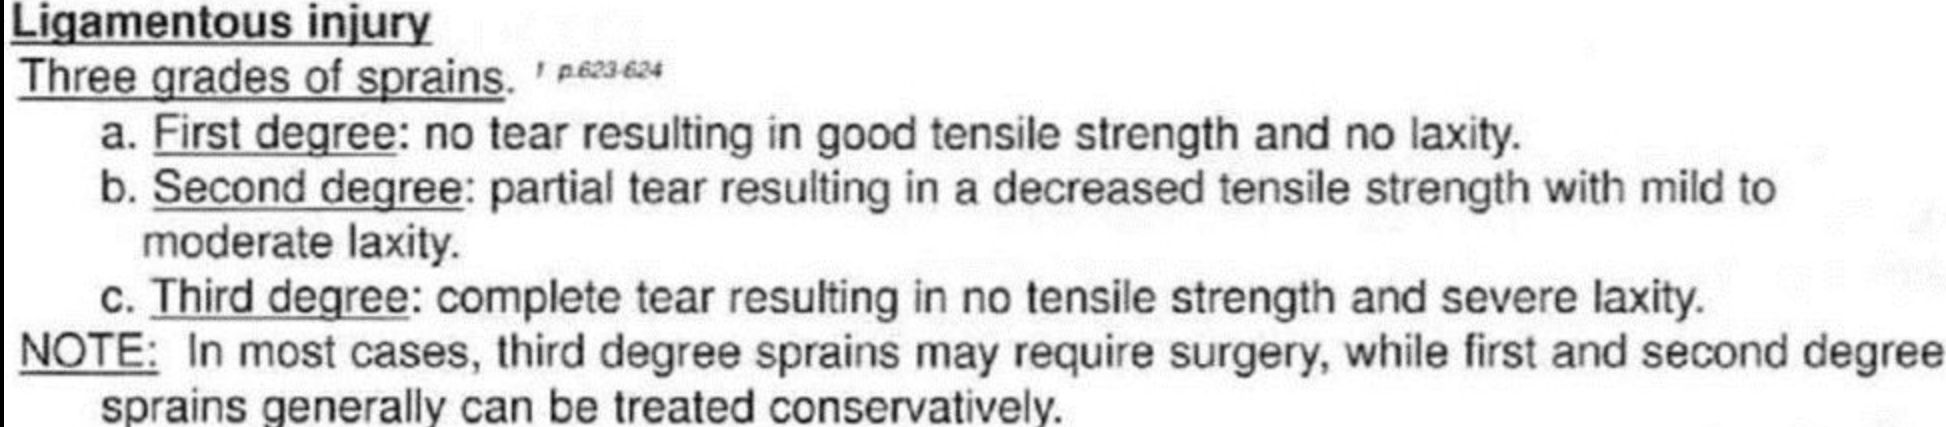 Ligamentous injury
Three grades of sprains. 1 p.623-624
a. First degree: no tear resulting in good tensile strength and no laxity.
b. Second degree: partial tear resulting in a decreased tensile strength with mild to
moderate laxity.
c. Third degree: complete tear resulting in no tensile strength and severe laxity.
NOTE: In most cases, third degree sprains may require surgery, while first and second degree
sprains generally can be treated conservatively.